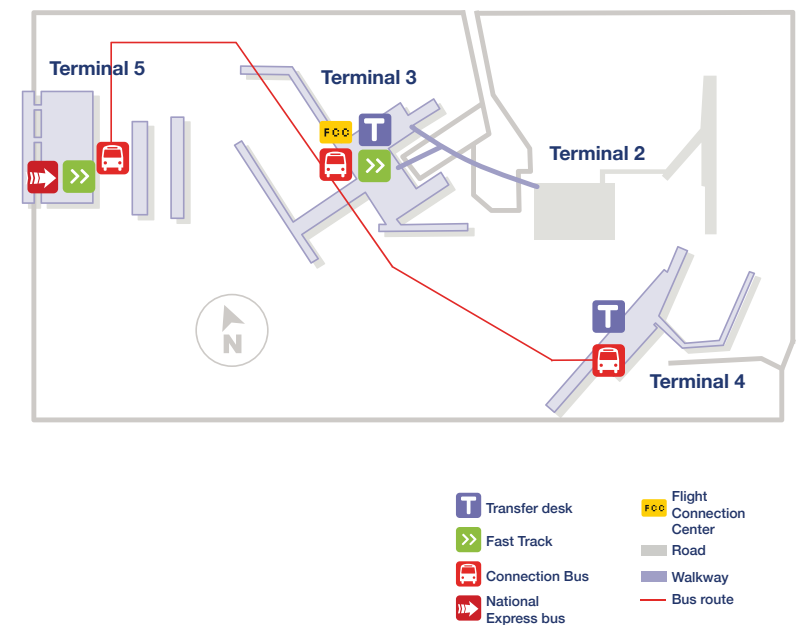 Terminal 5
Terminal 3
FCC
T
Terminal 2
N
T
Terminal 4
T
Transfer desk
Fast Track
Connection Bus
National
Express bus
FCC
Flight
Connection
Center
Road
Walkway
Bus route